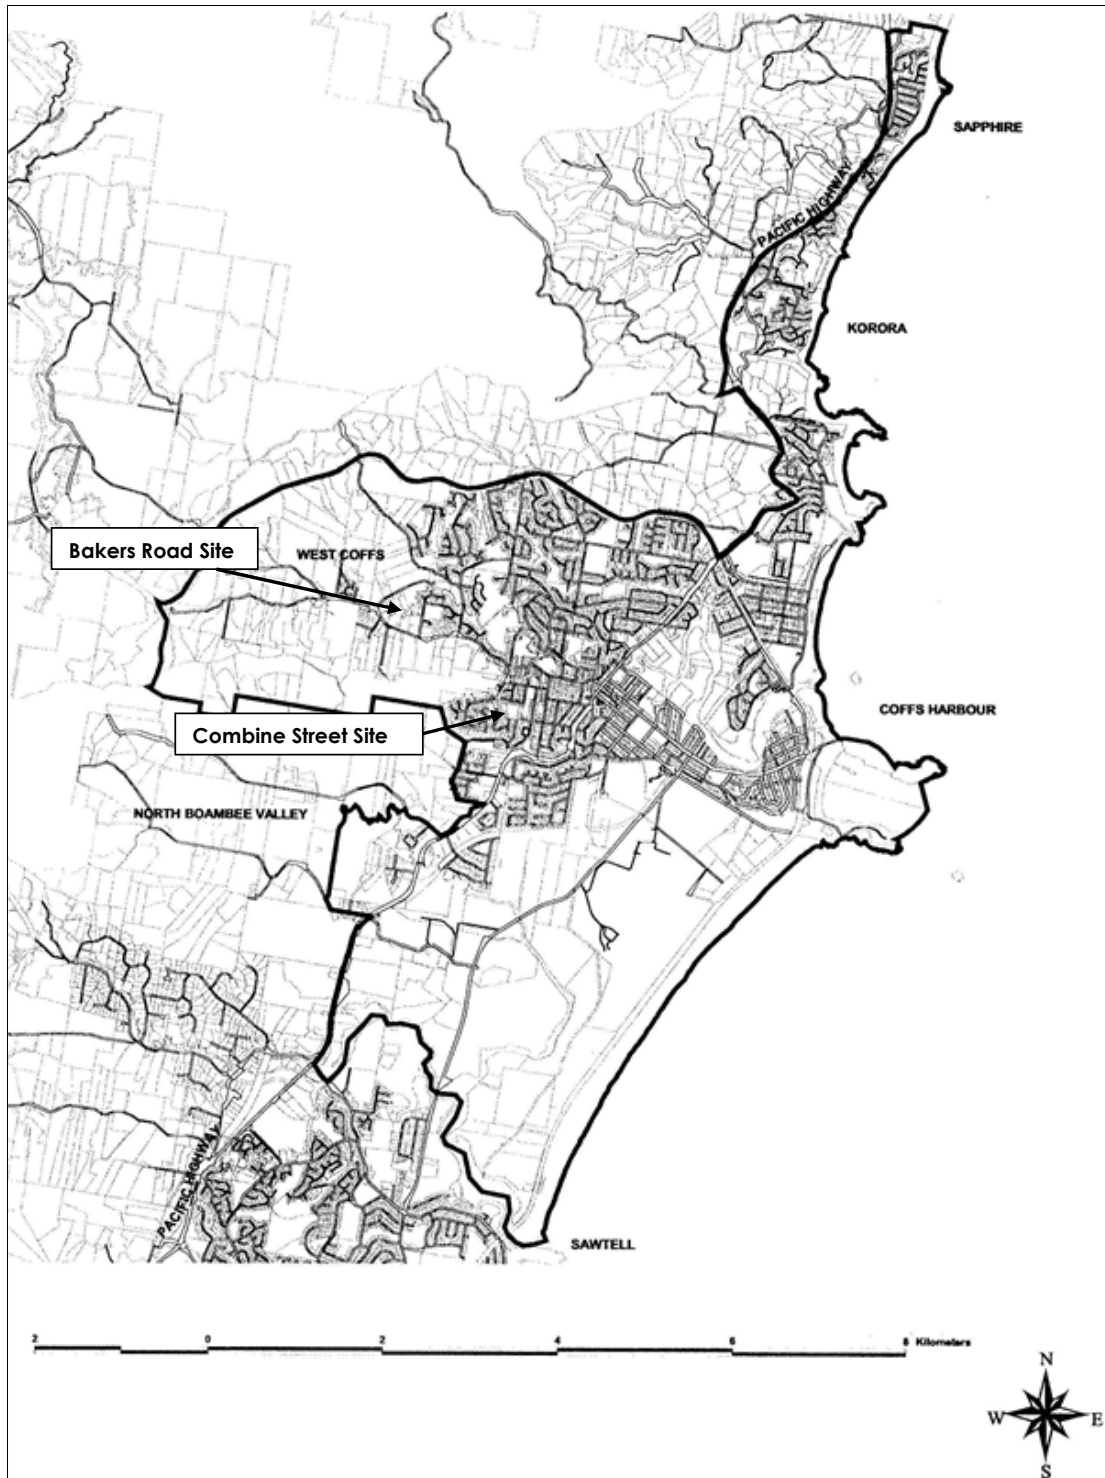 SAPPHIRE
PACIFIC HIGHWAY
KORORA
Bakers Road Site
WEST COFFS
COFFS HARBOUR
Combine Street Site
NORTH BOAMBEE VALLEY
PACIFIC HIGHWAY
SAWTELL
2 0 2 4 6 8 Kilometers
N
W E
S